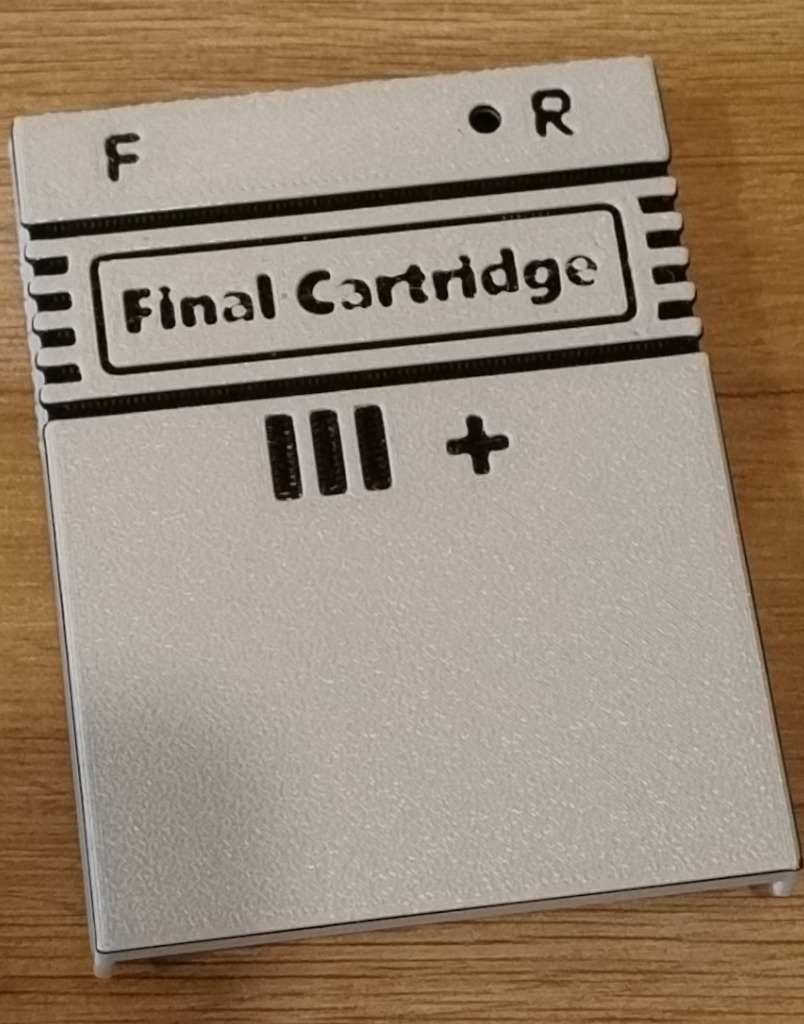 F R
Final Cartridge
III +